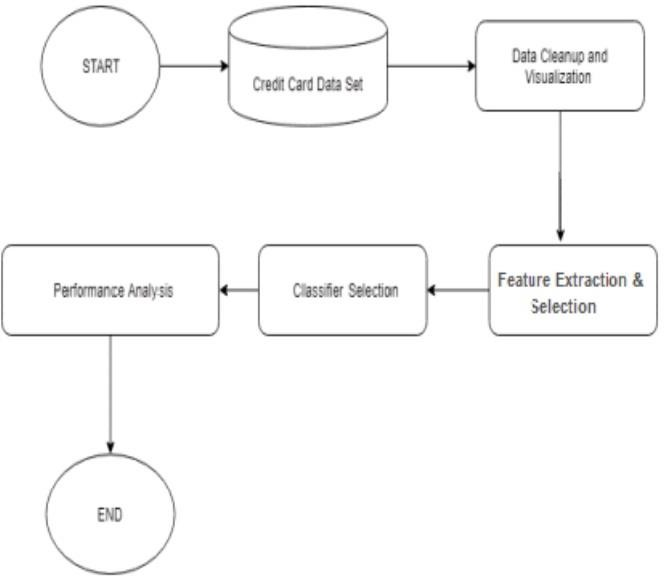 START
Credit Card Data Set
Data Cleanup and
Visualization
Feature Extraction &
Selection
Classifier Selection
Performance Analysis
END